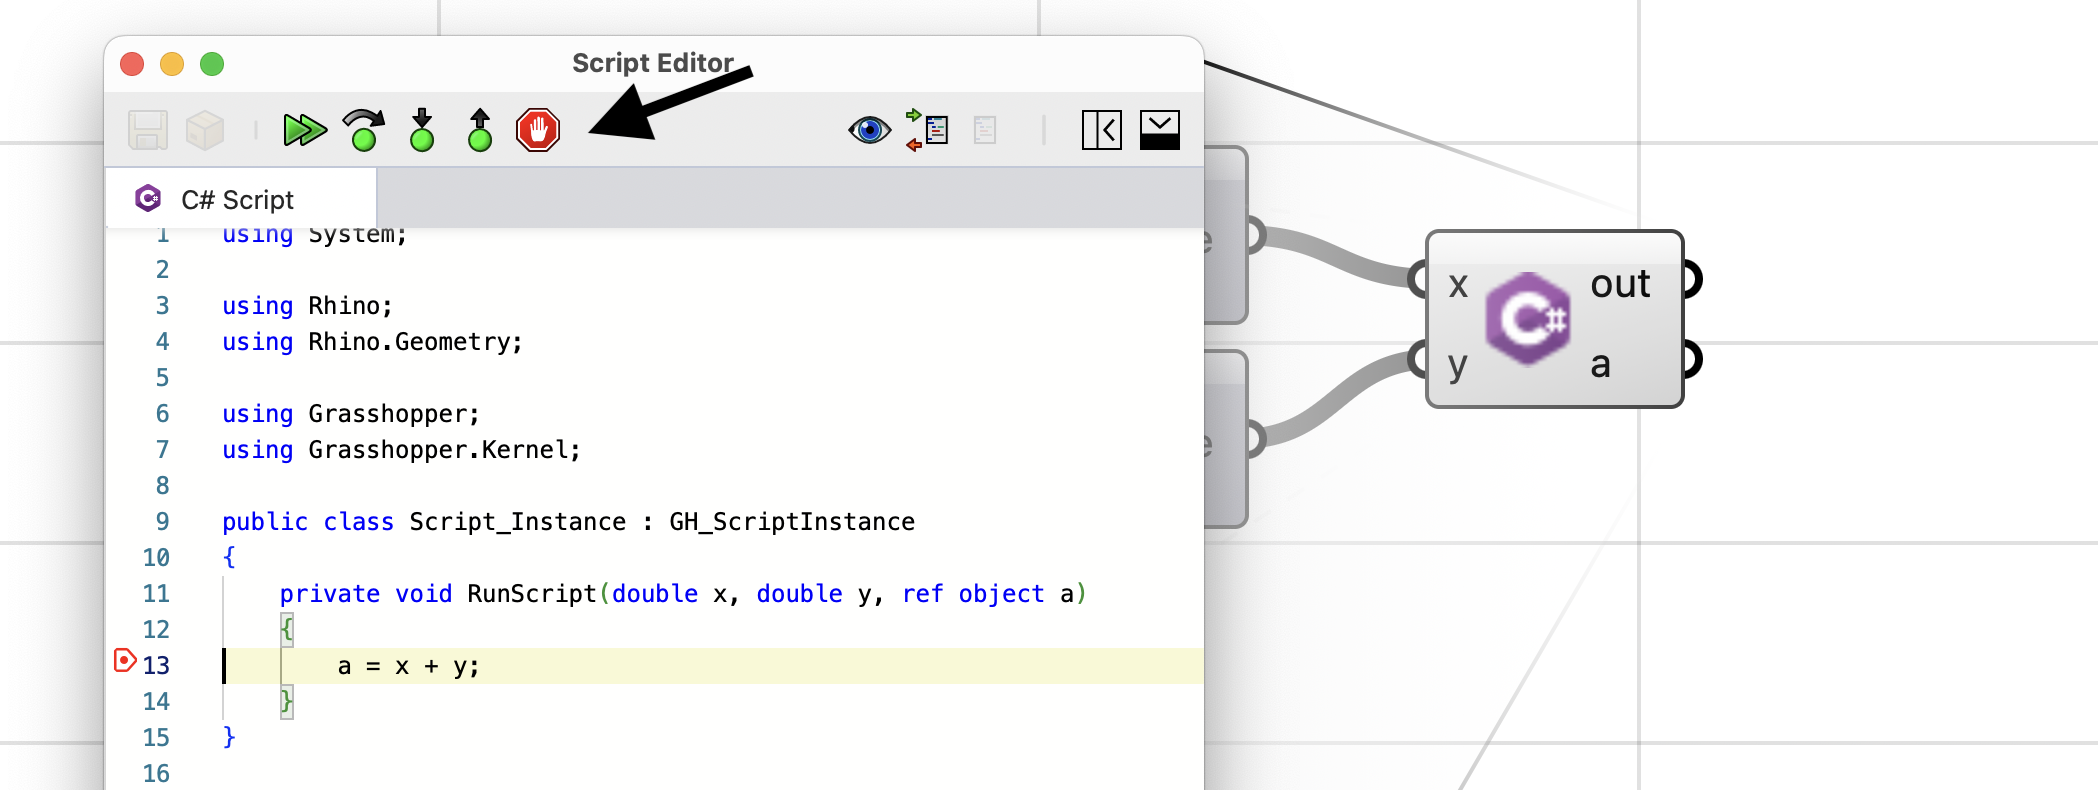 Script Editor
C# Script
1 using System;
2
3 using Rhino;
4 using Rhino.Geometry;
5
6 using Grasshopper;
7 using Grasshopper.Kernel;
8
9 public class Script_Instance : GH_ScriptInstance
10 {
11 private void RunScript(double x, double y, ref object a)
12 {
13 a = x + y;
14 }
15 }
16
e
e
x C# out
y a